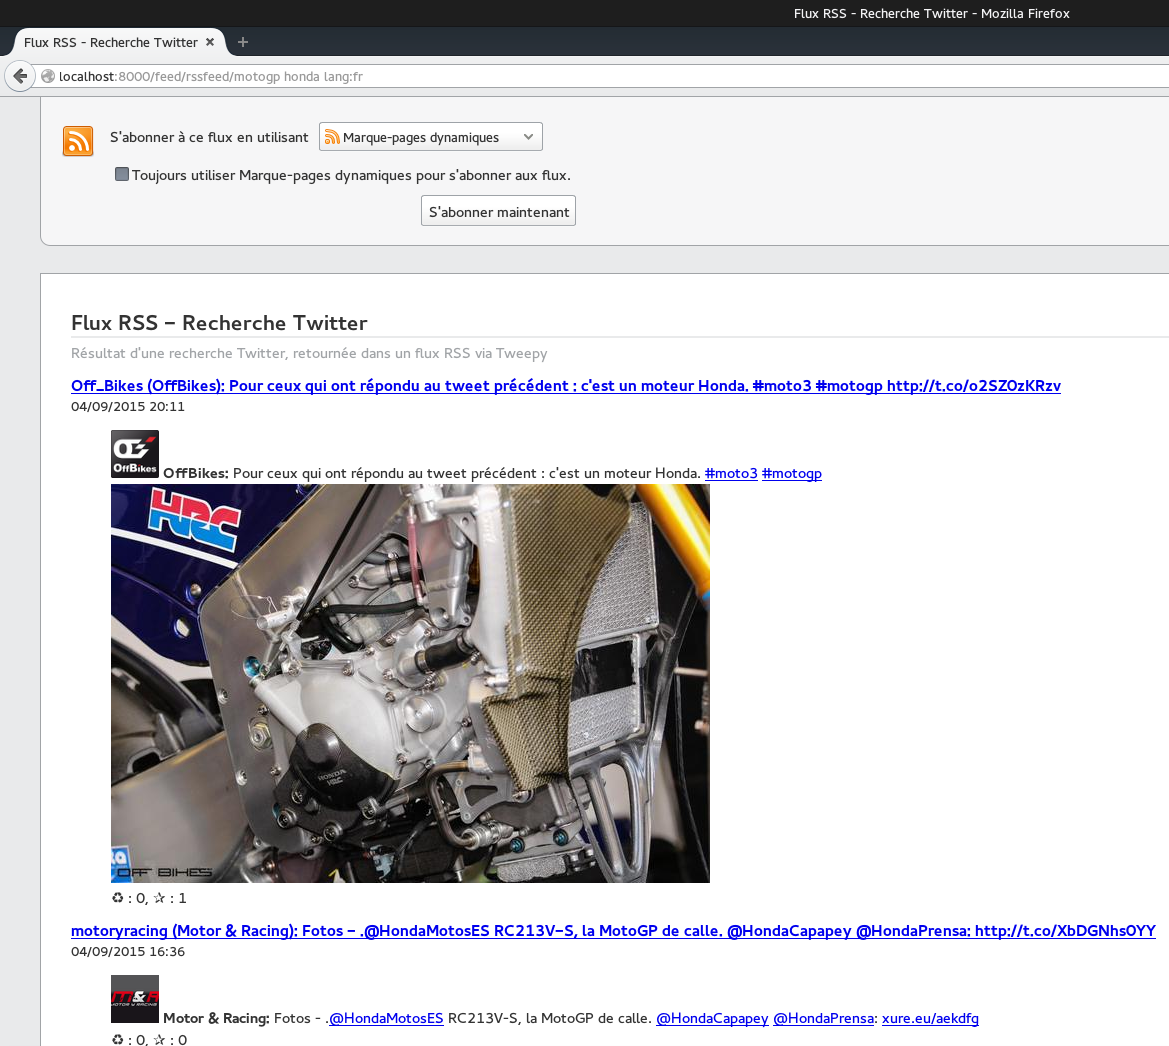 Flux RSS - Recherche Twitter - Mozilla Firefox
Flux RSS - Recherche Twitter × +
localhost:8000/feed/rssfeed/motogp honda lang:fr
S'abonner à ce flux en utilisant Marque-pages dynamiques
Toujours utiliser Marque-pages dynamiques pour s'abonner aux flux.
S'abonner maintenant
Flux RSS – Recherche Twitter
Résultat d'une recherche Twitter, retournée dans un flux RSS via Tweepy
Off_Bikes (OffBikes): Pour ceux qui ont répondu au tweet précédent : c'est un moteur Honda. #moto3 #motogp http://t.co/o2SZ0zKRzv
04/09/2015 20:11
OffBikes
OffBikes: Pour ceux qui ont répondu au tweet précédent : c'est un moteur Honda. #moto3 #motogp
HRC
HONDA
HRC
OFF BIKES
♻ : 0, ✰ : 1
motoryracing (Motor & Racing): Fotos – .@HondaMotosES RC213V–S, la MotoGP de calle. @HondaCapapey @HondaPrensa: http://t.co/XbDGNhs0YY
04/09/2015 16:36
M&R
MOTOR & RACING
Motor & Racing: Fotos - .@HondaMotosES RC213V-S, la MotoGP de calle. @HondaCapapey @HondaPrensa: xure.eu/aekdfg
♻ : 0, ✰ : 0